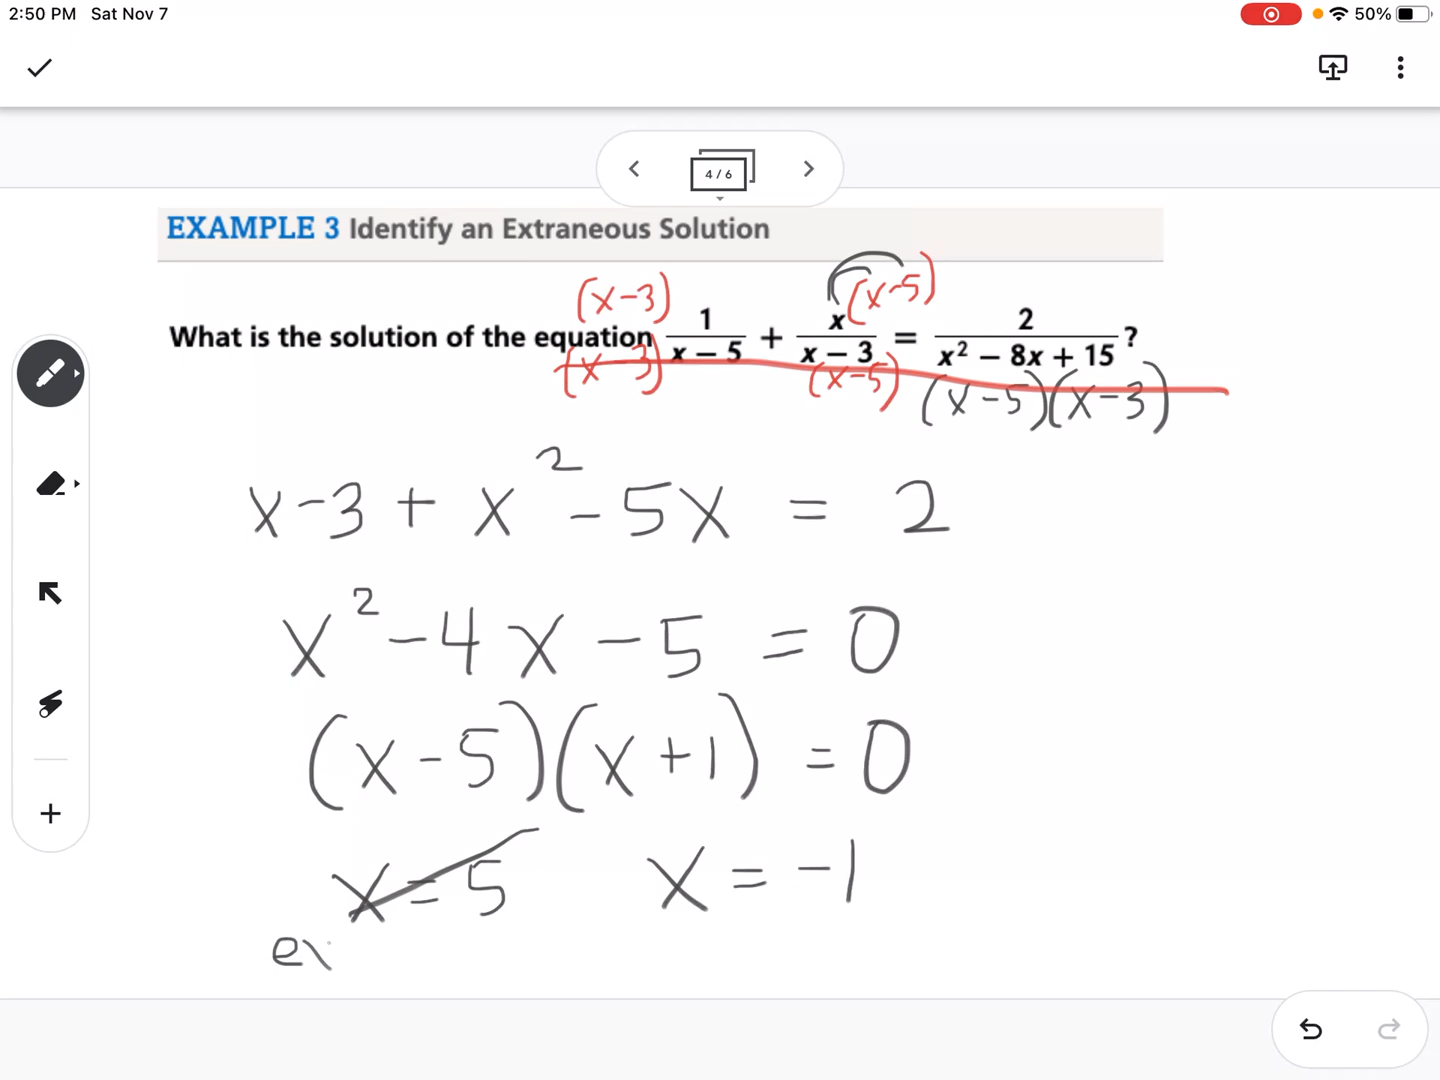 2:50 PM Sat Nov 7
50%
4 / 6
EXAMPLE 3 Identify an Extraneous Solution
(x-3) (x-5)
What is the solution of the equation 1/(x − 5) + x/(x − 3) = 2/(x² − 8x + 15)?
(x-3) (x-5) (x-5)(x-3)
x-3 + x² - 5x = 2
x² - 4x - 5 = 0
(x-5)(x+1) = 0
x = 5 x = -1
ex